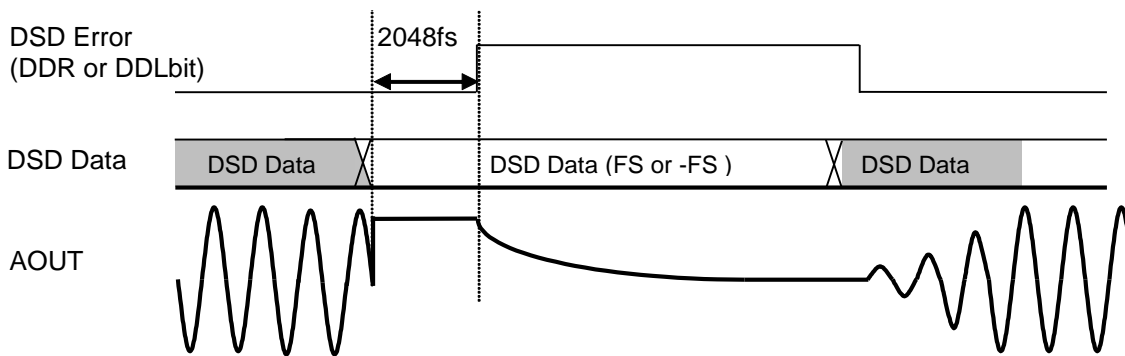 DSD Error
(DDR or DDLbit)
2048fs
DSD Data
DSD Data
DSD Data (FS or -FS )
DSD Data
AOUT